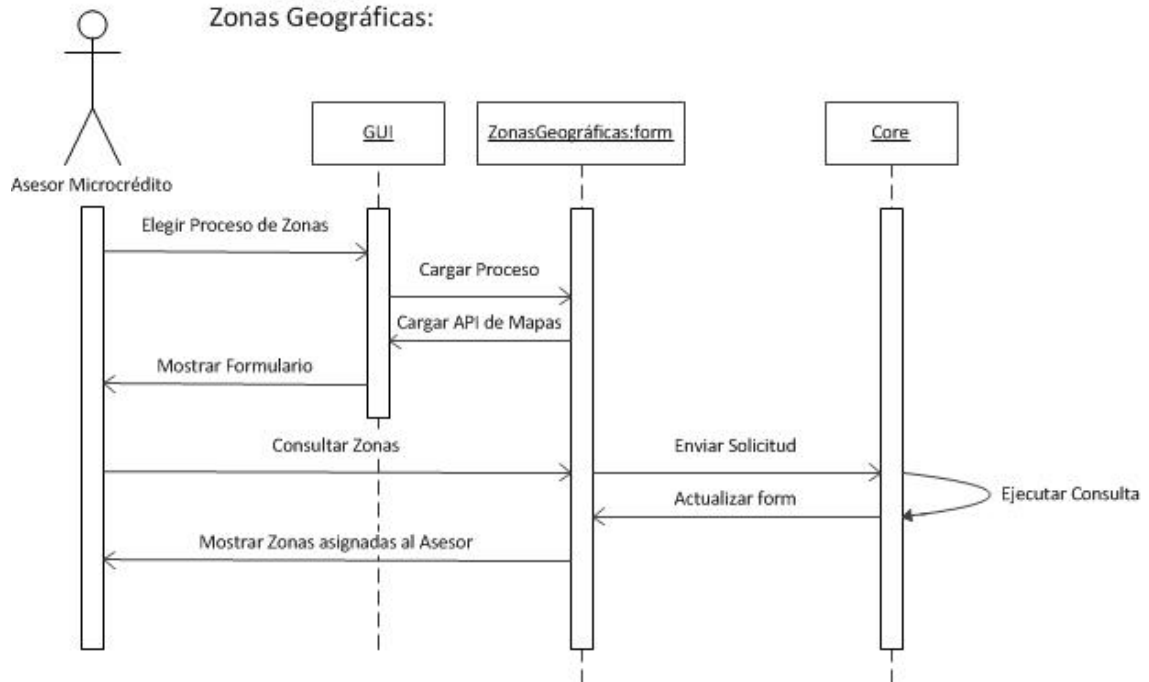 Zonas Geográficas:
GUI
ZonasGeográficas:form
Core
Asesor Microcrédito
Elegir Proceso de Zonas
Cargar Proceso
Cargar API de Mapas
Mostrar Formulario
Consultar Zonas
Enviar Solicitud
Ejecutar Consulta
Actualizar form
Mostrar Zonas asignadas al Asesor